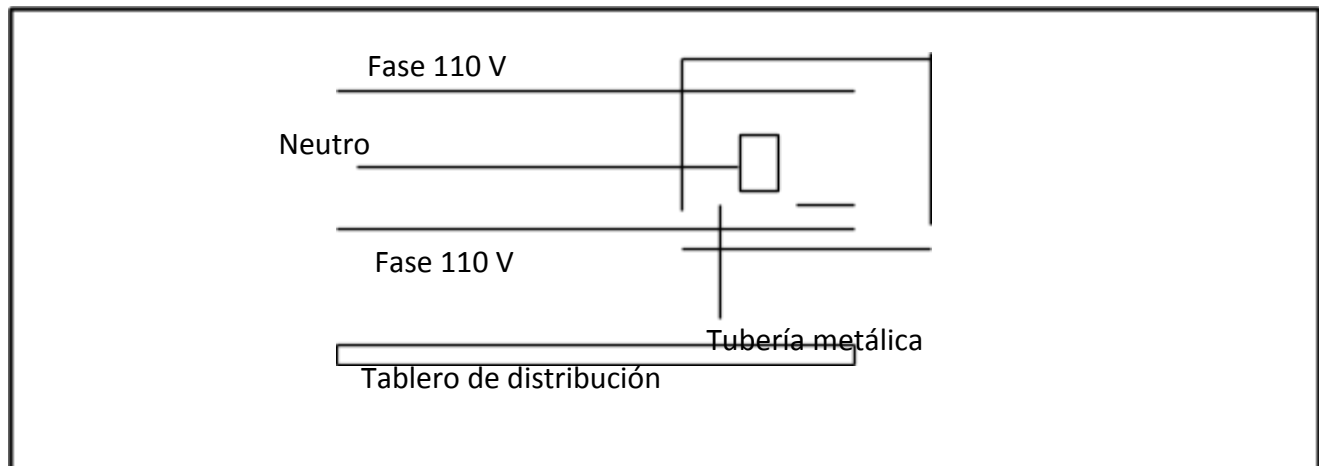 Fase 110 V
Neutro
Fase 110 V
Tubería metálica
Tablero de distribución